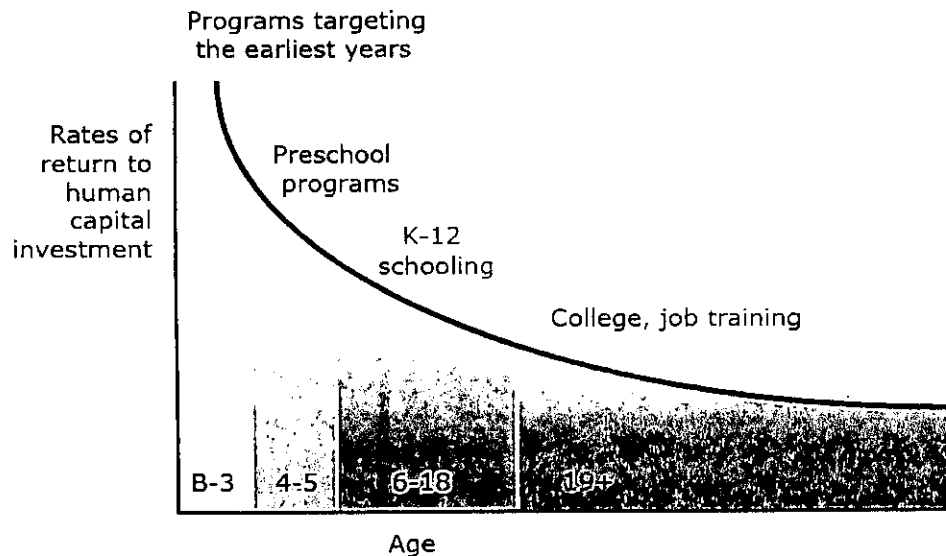 Programs targeting
the earliest years
Rates of
return to
human
capital
investment
Preschool
programs
K-12
schooling
College, job training
B-3
4-5
6-18
19+
Age